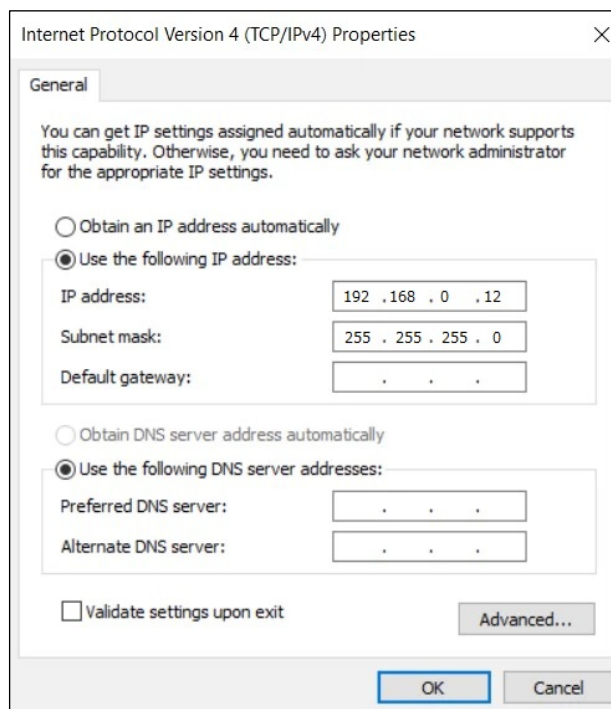 Internet Protocol Version 4 (TCP/IPv4) Properties
General
You can get IP settings assigned automatically if your network supports
this capability. Otherwise, you need to ask your network administrator
for the appropriate IP settings.
Obtain an IP address automatically
Use the following IP address:
IP address: 192 . 168 . 0 . 12
Subnet mask: 255 . 255 . 255 . 0
Default gateway: . . .
Obtain DNS server address automatically
Use the following DNS server addresses:
Preferred DNS server: . . .
Alternate DNS server: . . .
Validate settings upon exit
Advanced...
OK Cancel